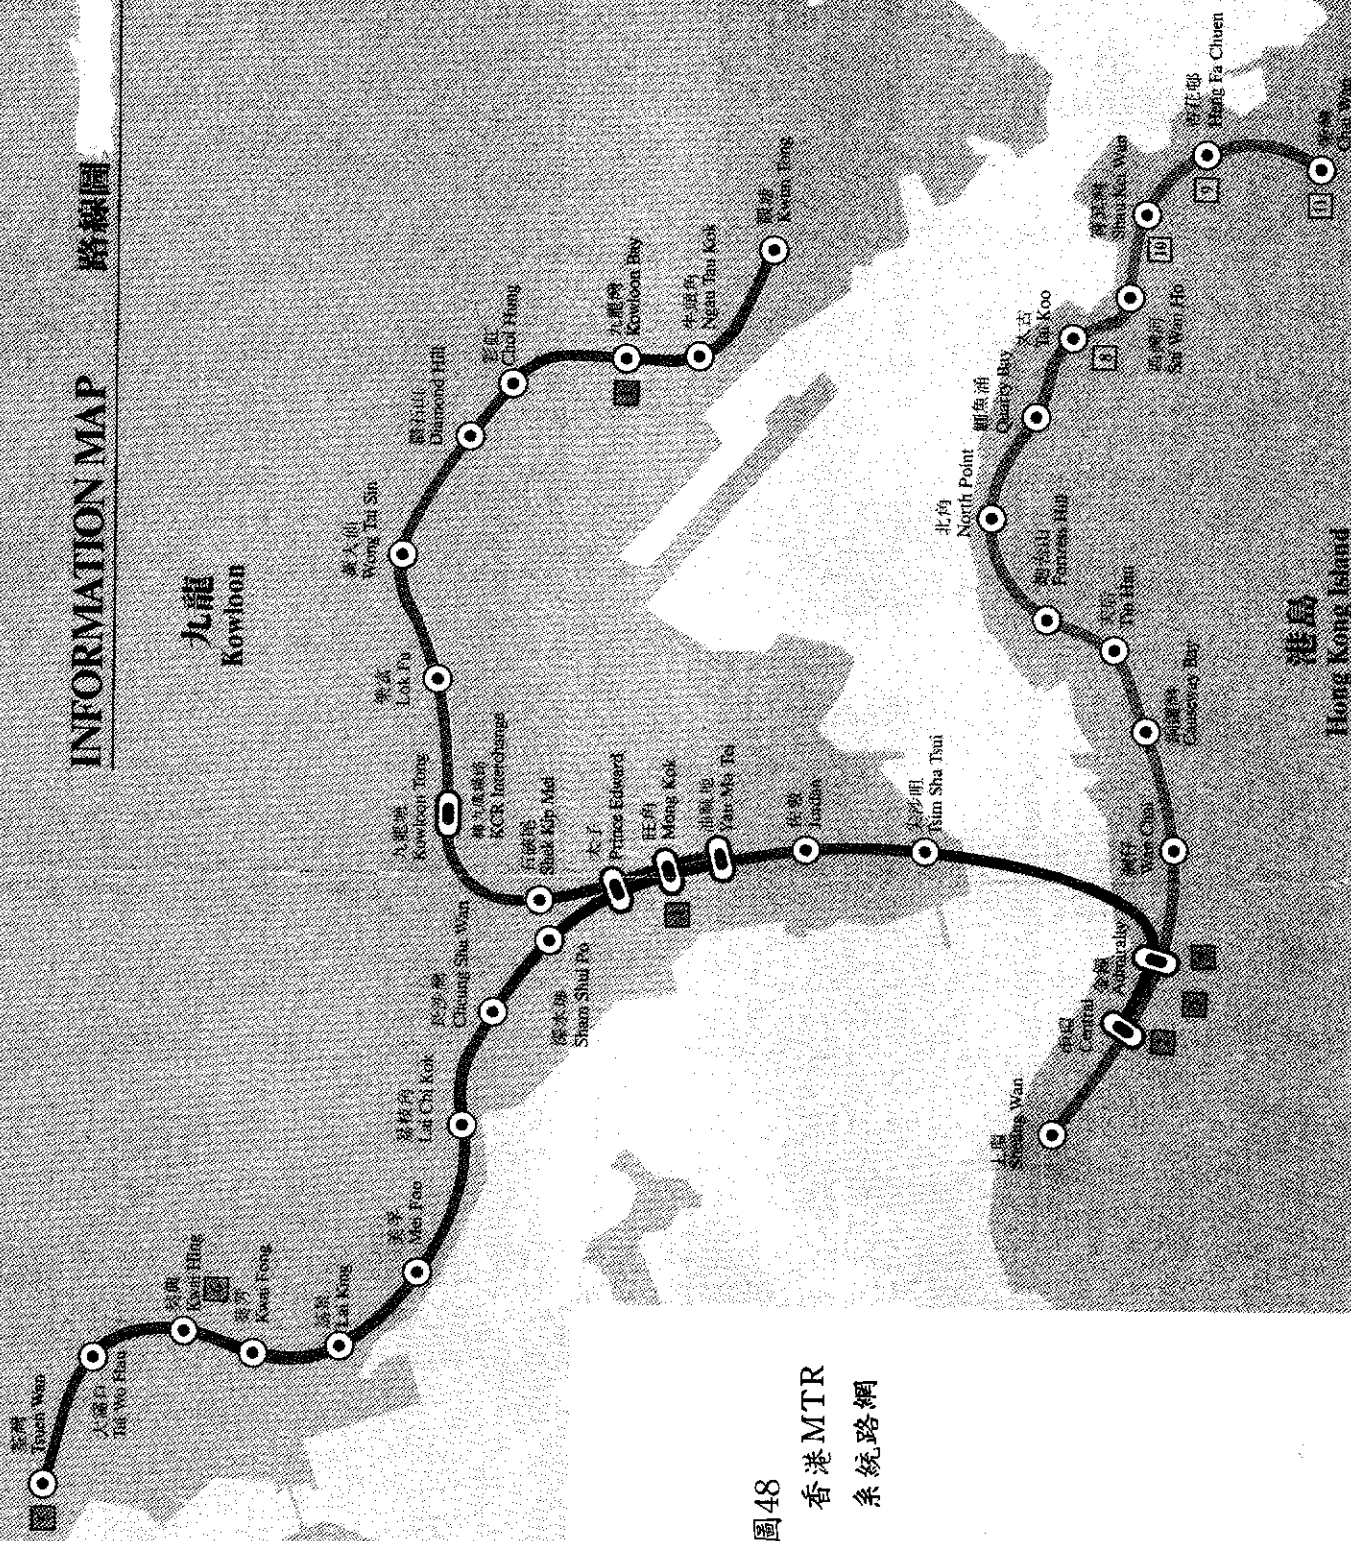 INFORMATION MAP
路線圖
九龍
Kowloon
荃灣
Tsuen Wan
大窩口
Tai Wo Hau
葵興
Kwai Hing
葵芳
Kwai Fong
荔景
Lai King
美孚
Mei Foo
荔枝角
Lai Chi Kok
長沙灣
Cheung Sha Wan
深水埗
Sham Shui Po
石硤尾
Shek Kip Mei
九龍塘
Kowloon Tong
KCR Interchange
樂富
Lok Fu
黃大仙
Wong Tai Sin
鑽石山
Diamond Hill
彩虹
Choi Hung
九龍灣
Kowloon Bay
牛頭角
Ngau Tau Kok
觀塘
Kwun Tong
太子
Prince Edward
旺角
Mong Kok
油麻地
Yau Ma Tei
佐敦
Jordan
尖沙咀
Tsim Sha Tsui
上環
Sheung Wan
中環
Central
金鐘
Admiralty
灣仔
Wan Chai
銅鑼灣
Causeway Bay
天后
Tin Hau
炮台山
Fortress Hill
北角
North Point
鰂魚涌
Quarry Bay
太古
Tai Koo
8
西灣河
Sai Wan Ho
10
筲箕灣
Shau Kei Wan
9
杏花邨
Heng Fa Chuen
11
柴灣
Chai Wan
港島
Hong Kong Island
圖48
香港MTR
系統路網